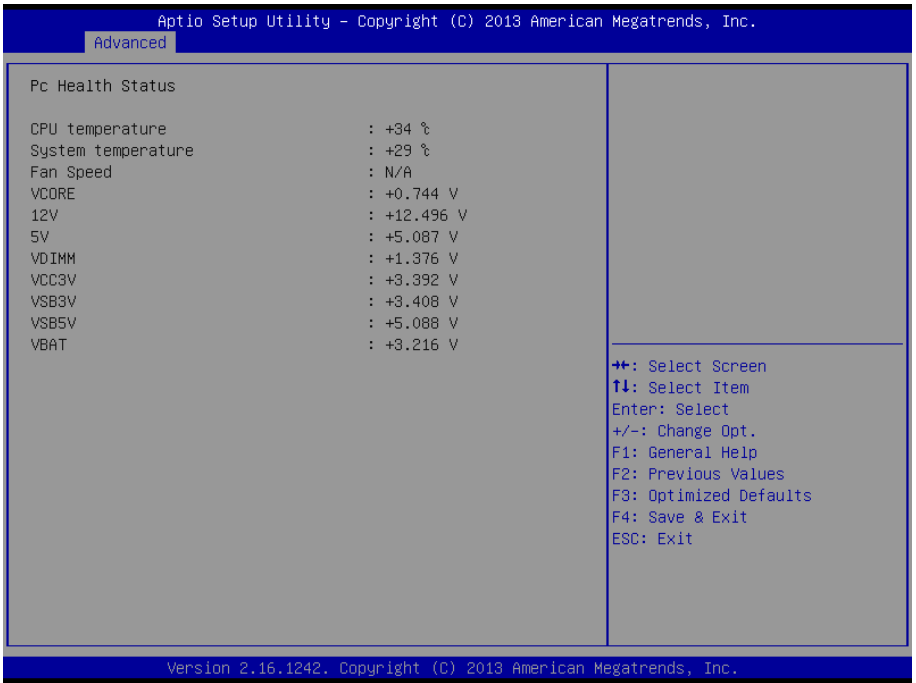 Aptio Setup Utility – Copyright (C) 2013 American Megatrends, Inc.
Advanced
Pc Health Status
CPU temperature : +34 ℃
System temperature : +29 ℃
Fan Speed : N/A
VCORE : +0.744 V
12V : +12.496 V
5V : +5.087 V
VDIMM : +1.376 V
VCC3V : +3.392 V
VSB3V : +3.408 V
VSB5V : +5.088 V
VBAT : +3.216 V
→←: Select Screen
↑↓: Select Item
Enter: Select
+/-: Change Opt.
F1: General Help
F2: Previous Values
F3: Optimized Defaults
F4: Save & Exit
ESC: Exit
Version 2.16.1242. Copyright (C) 2013 American Megatrends, Inc.